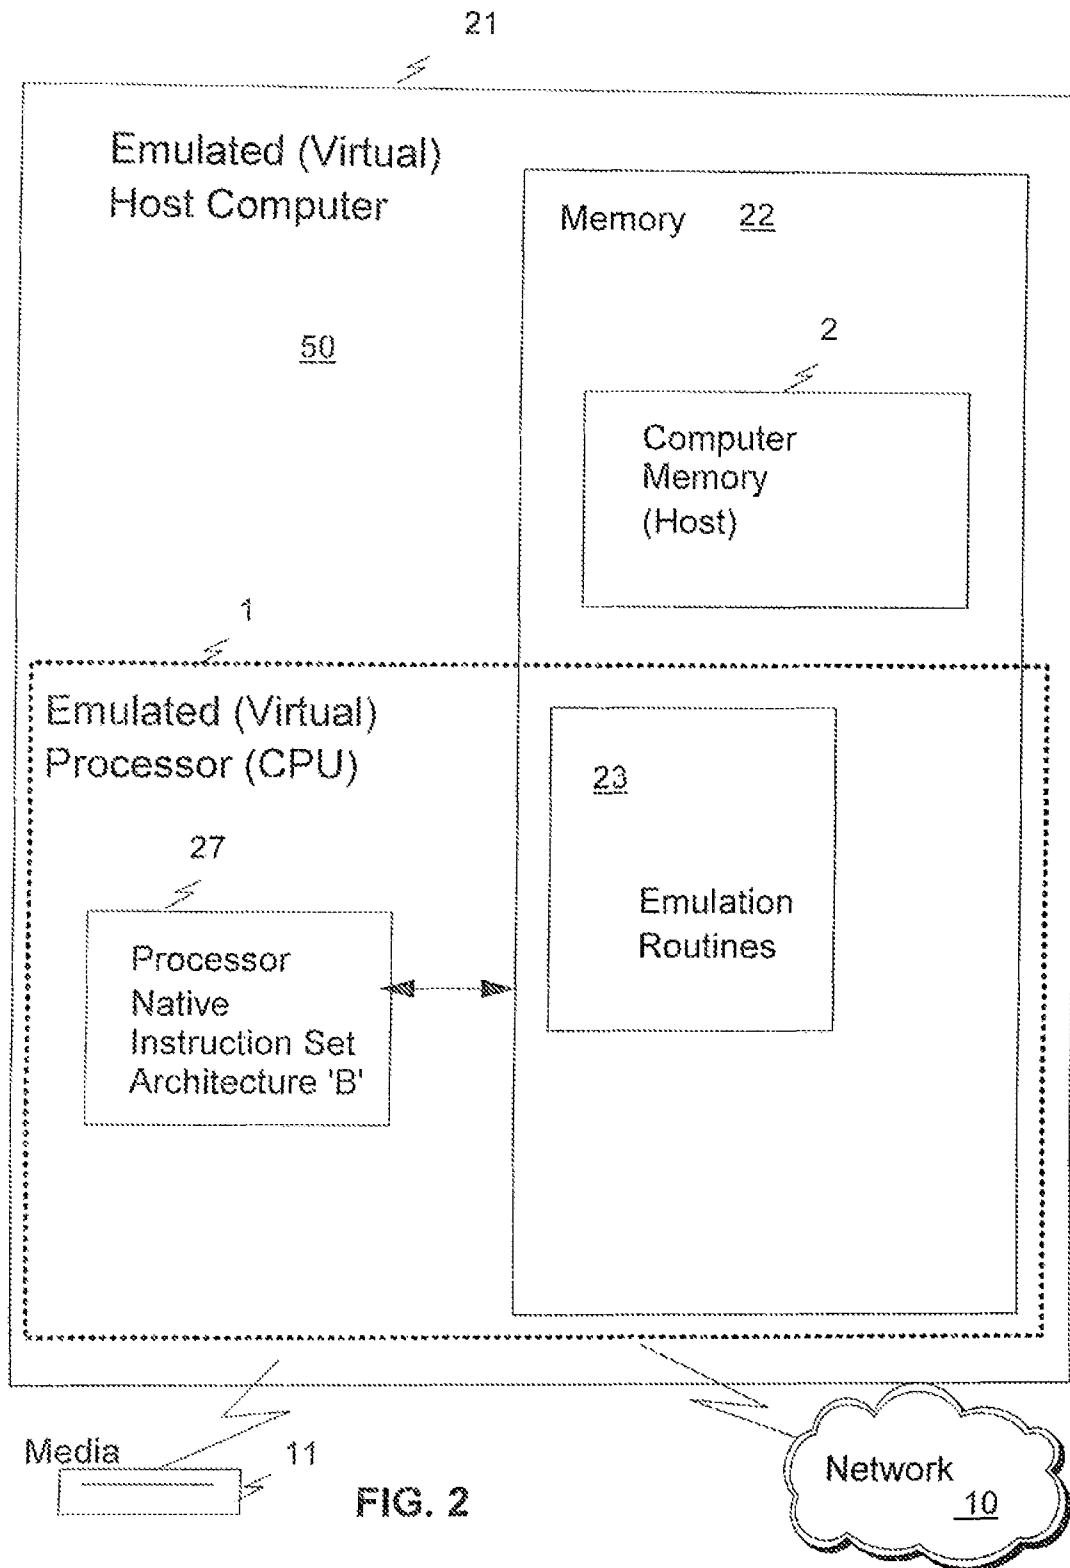 21
Emulated (Virtual)
Host Computer
Memory 22
50
2
Computer
Memory
(Host)
1
Emulated (Virtual)
Processor (CPU)
23
27
Emulation
Routines
Processor
Native
Instruction Set
Architecture 'B'
Media
11
Network
10
FIG. 2